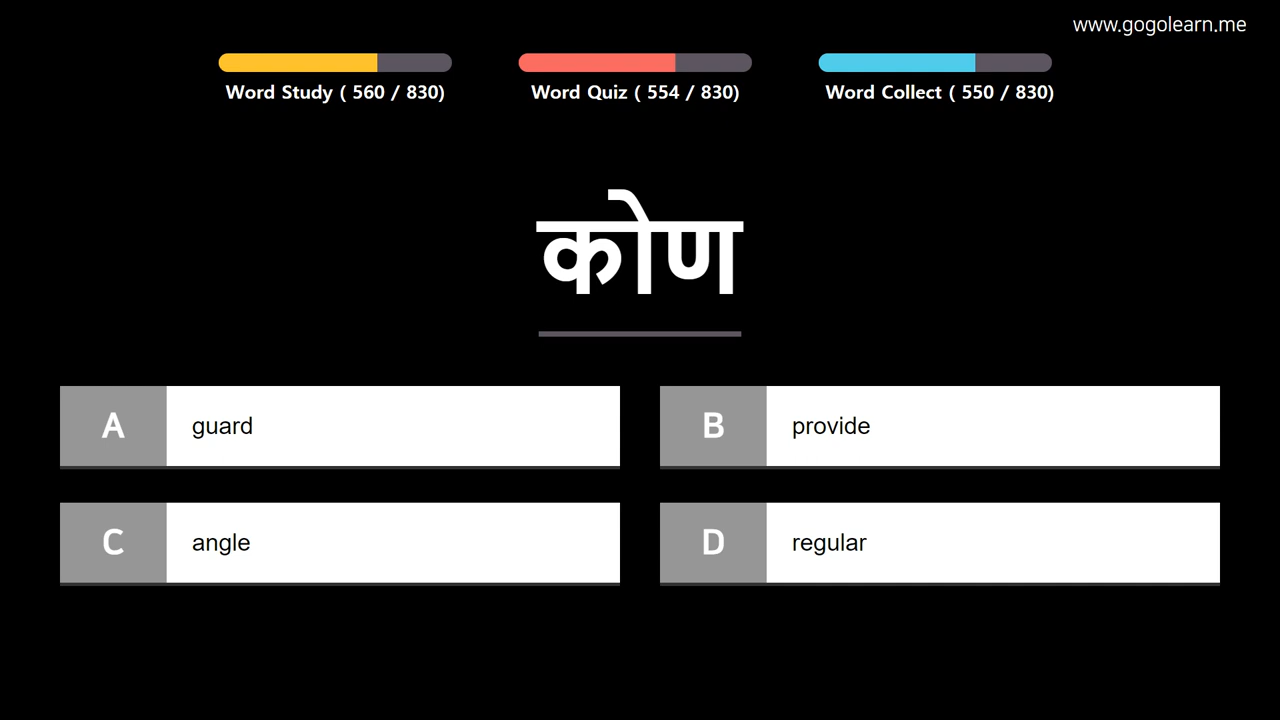 www.gogolearn.me
Word Study ( 560 / 830)
Word Quiz ( 554 / 830)
Word Collect ( 550 / 830)
कोण
A guard
B provide
C angle
D regular